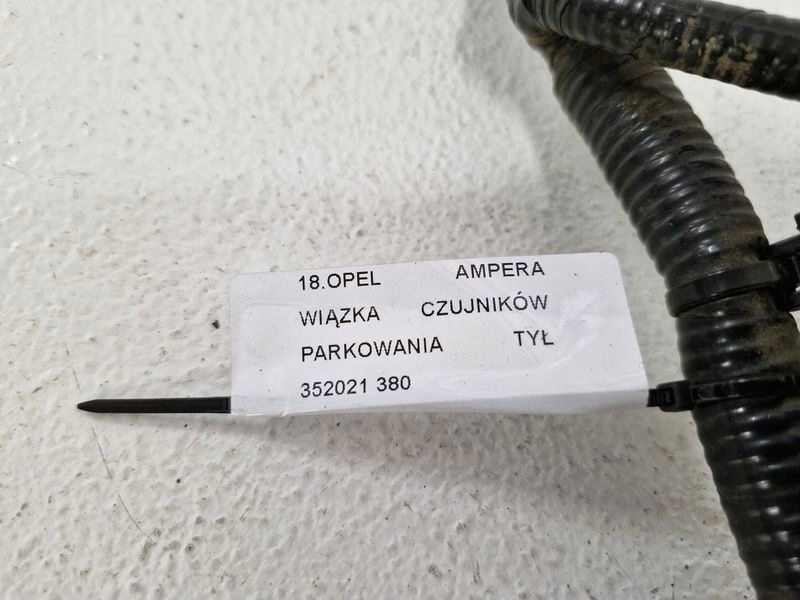 18.OPEL AMPERA
WIĄZKA CZUJNIKÓW
PARKOWANIA TYŁ
352021 380